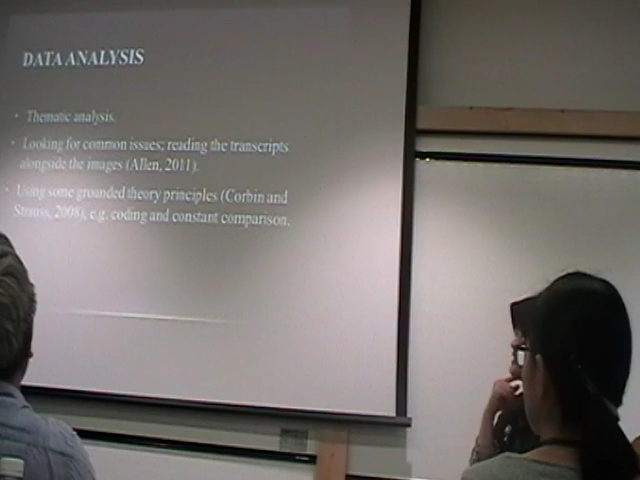 DATA ANALYSIS
• Thematic analysis.
• Looking for common issues; reading the transcripts
alongside the images (Allen, 2011).
• Using some grounded theory principles (Corbin and
Strauss, 2008), e.g. coding and constant comparison.